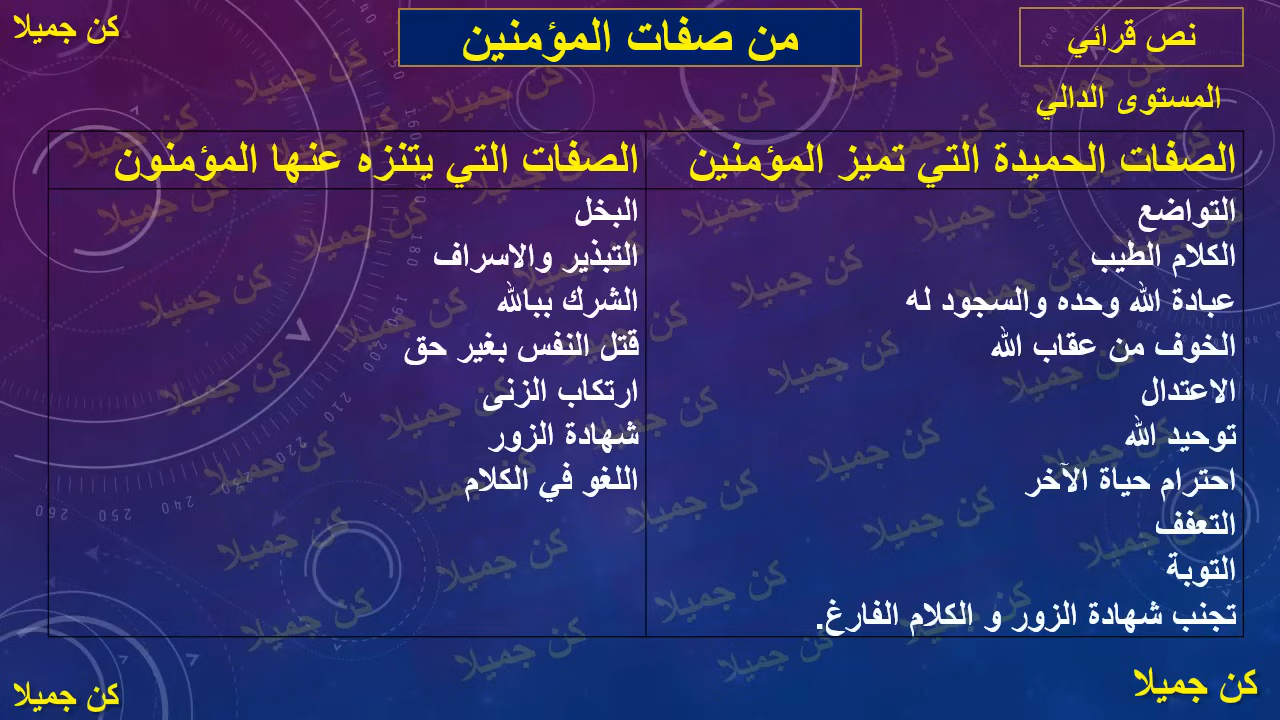 نص قرائي
من صفات المؤمنين
كن جميلا
المستوى الدالي
الصفات الحميدة التي تميز المؤمنين
التواضع
الكلام الطيب
عبادة الله وحده والسجود له
الخوف من عقاب الله
الاعتدال
توحيد الله
احترام حياة الآخر
التعفف
التوبة
تجنب شهادة الزور و الكلام الفارغ.
الصفات التي يتنزه عنها المؤمنون
البخل
التبذير والاسراف
الشرك ببالله
قتل النفس بغير حق
ارتكاب الزنى
شهادة الزور
اللغو في الكلام
كن جميلا
كن جميلا